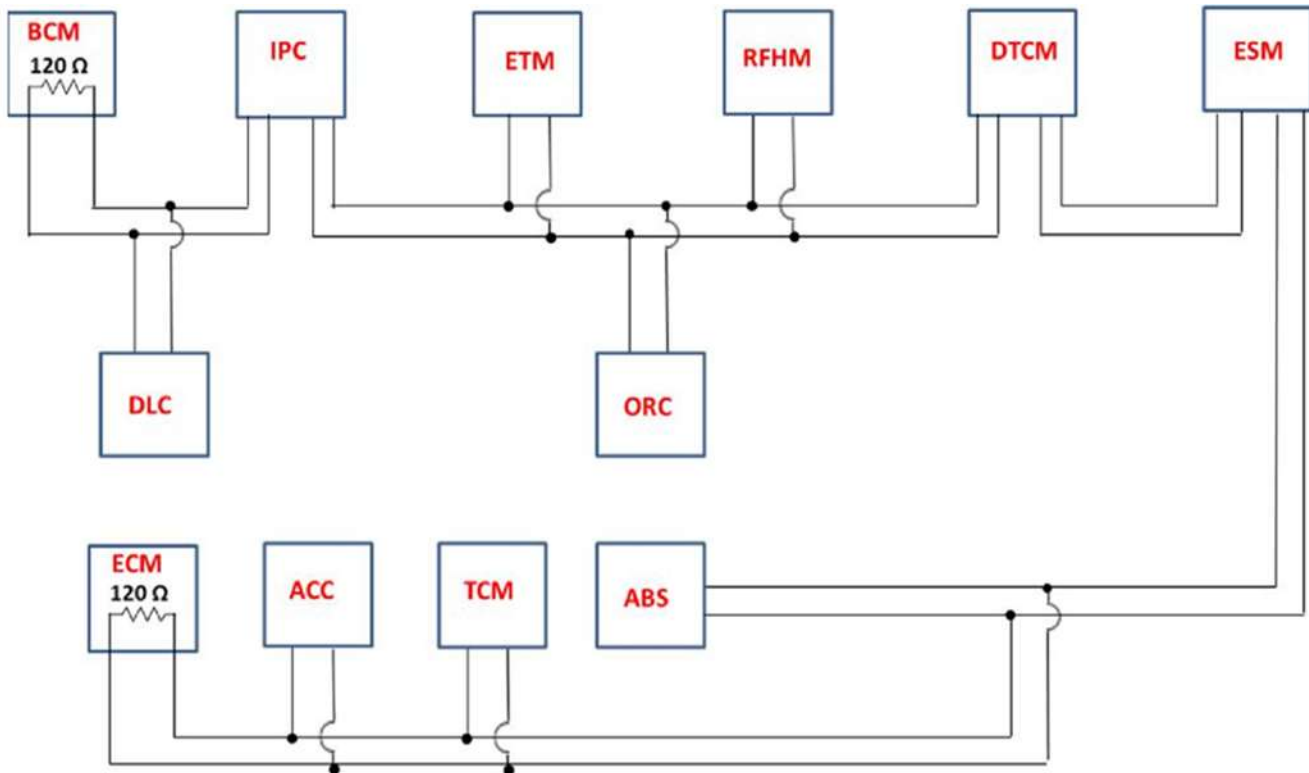 BCM
120 Ω
IPC
ETM
RFHM
DTCM
ESM
DLC
ORC
ECM
120 Ω
ACC
TCM
ABS